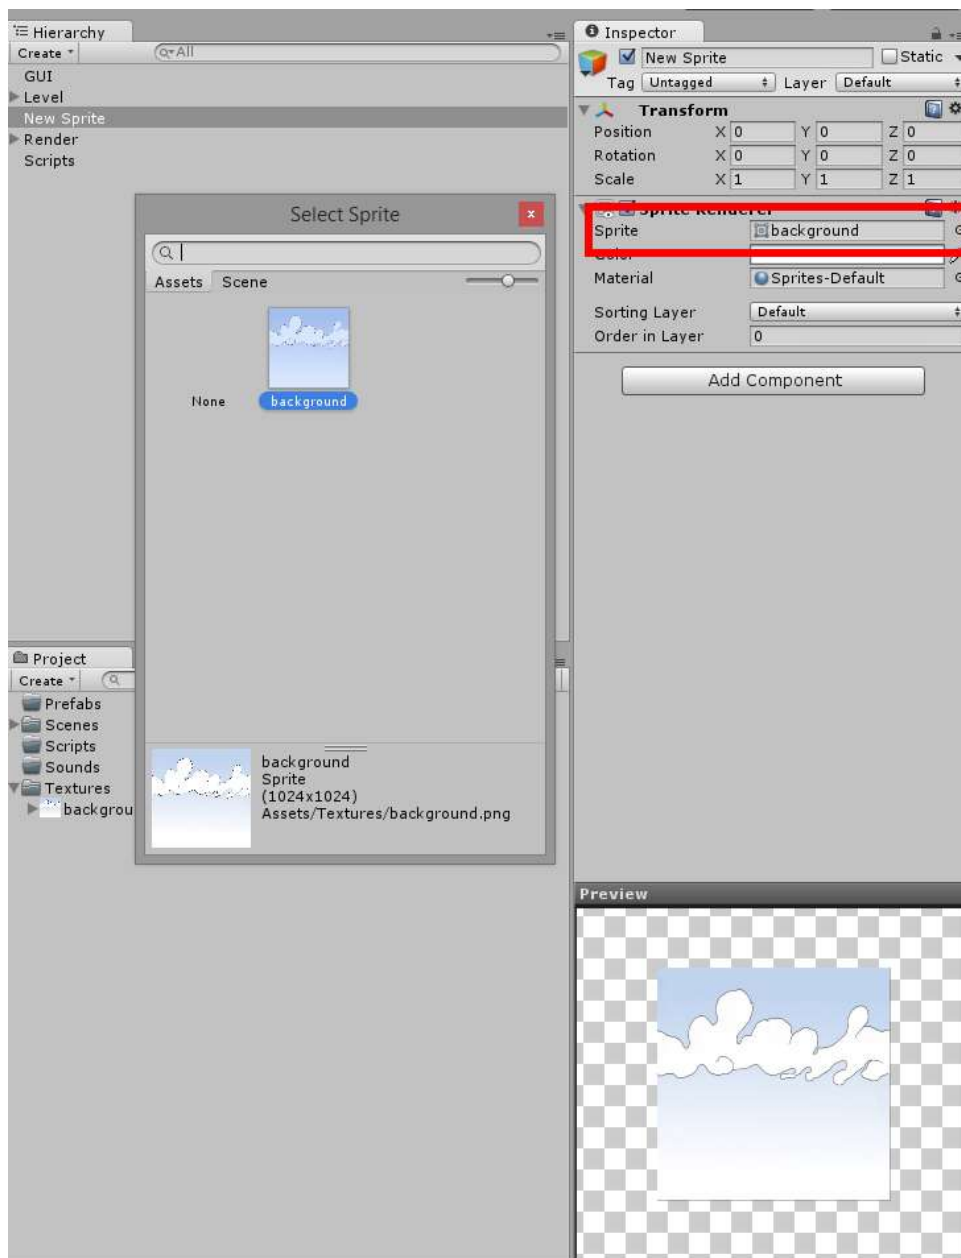 Hierarchy
Create
All
GUI
Level
New Sprite
Render
Scripts
Select Sprite
x
Assets Scene
None background
background
Sprite
(1024x1024)
Assets/Textures/background.png
Project
Create
Prefabs
Scenes
Scripts
Sounds
Textures
backgrou
Inspector
New Sprite Static
Tag Untagged Layer Default
Transform
Position X 0 Y 0 Z 0
Rotation X 0 Y 0 Z 0
Scale X 1 Y 1 Z 1
Sprite Renderer
Sprite background
Color
Material Sprites-Default
Sorting Layer Default
Order in Layer 0
Add Component
Preview